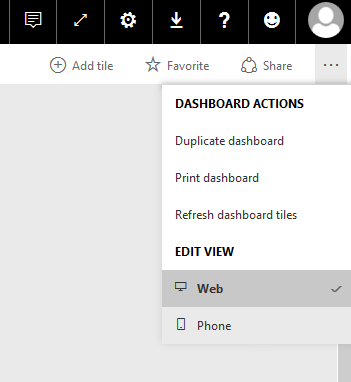 Add tile Favorite Share ...
DASHBOARD ACTIONS
Duplicate dashboard
Print dashboard
Refresh dashboard tiles
EDIT VIEW
Web
Phone